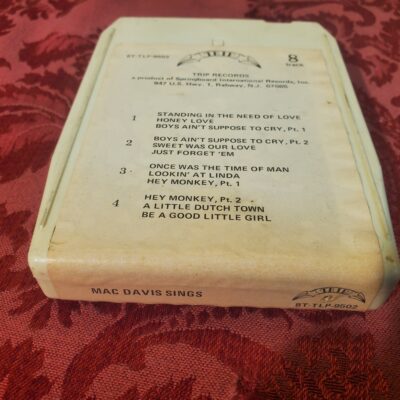 8T-TLP-9502
TRIP
8
track
TRIP RECORDS
a product of Springboard International Records, Inc.
947 U.S. Hwy. 1, Rahway, N.J. 07065
1 STANDING IN THE NEED OF LOVE
HONEY LOVE
BOYS AIN'T SUPPOSE TO CRY, Pt. 1
2 BOYS AIN'T SUPPOSE TO CRY, Pt. 2
SWEET WAS OUR LOVE
JUST FORGET 'EM
3 ONCE WAS THE TIME OF MAN
LOOKIN' AT LINDA
HEY MONKEY, Pt. 1
4 HEY MONKEY, Pt. 2
A LITTLE DUTCH TOWN
BE A GOOD LITTLE GIRL
MAC DAVIS SINGS
TRIP
8T-TLP-9502